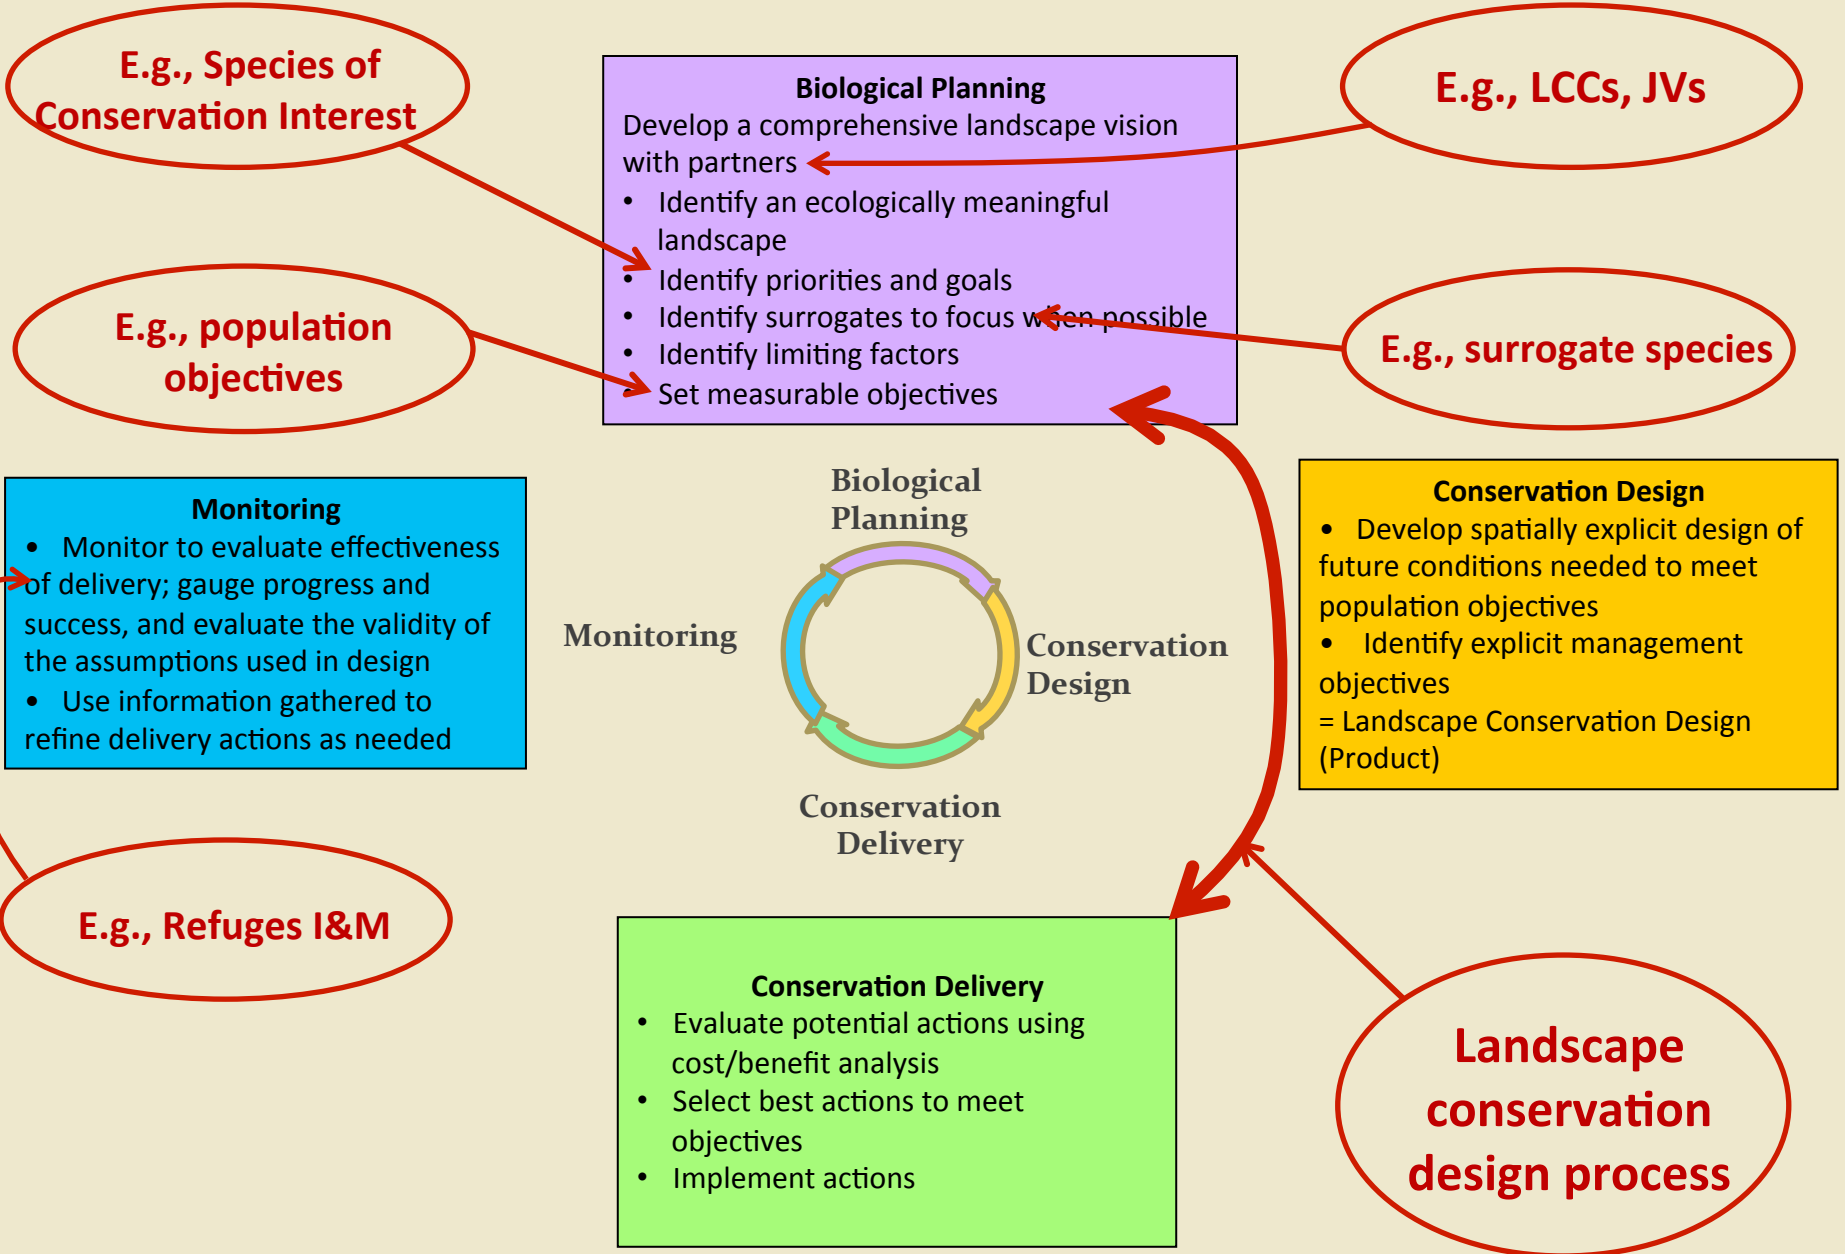 E.g., Species of
Conservation Interest
Biological Planning
Develop a comprehensive landscape vision
with partners
• Identify an ecologically meaningful
landscape
• Identify priorities and goals
• Identify surrogates to focus when possible
• Identify limiting factors
• Set measurable objectives
E.g., LCCs, JVs
E.g., population
objectives
E.g., surrogate species
Monitoring
• Monitor to evaluate effectiveness
of delivery; gauge progress and
success, and evaluate the validity of
the assumptions used in design
• Use information gathered to
refine delivery actions as needed
Biological
Planning
Monitoring
Conservation
Design
Conservation
Delivery
Conservation Design
• Develop spatially explicit design of
future conditions needed to meet
population objectives
• Identify explicit management
objectives
= Landscape Conservation Design
(Product)
E.g., Refuges I&M
Conservation Delivery
• Evaluate potential actions using
cost/benefit analysis
• Select best actions to meet
objectives
• Implement actions
Landscape
conservation
design process